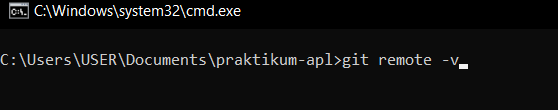 C:\Windows\system32\cmd.exe
C:\Users\USER\Documents\praktikum-apl>git remote -v